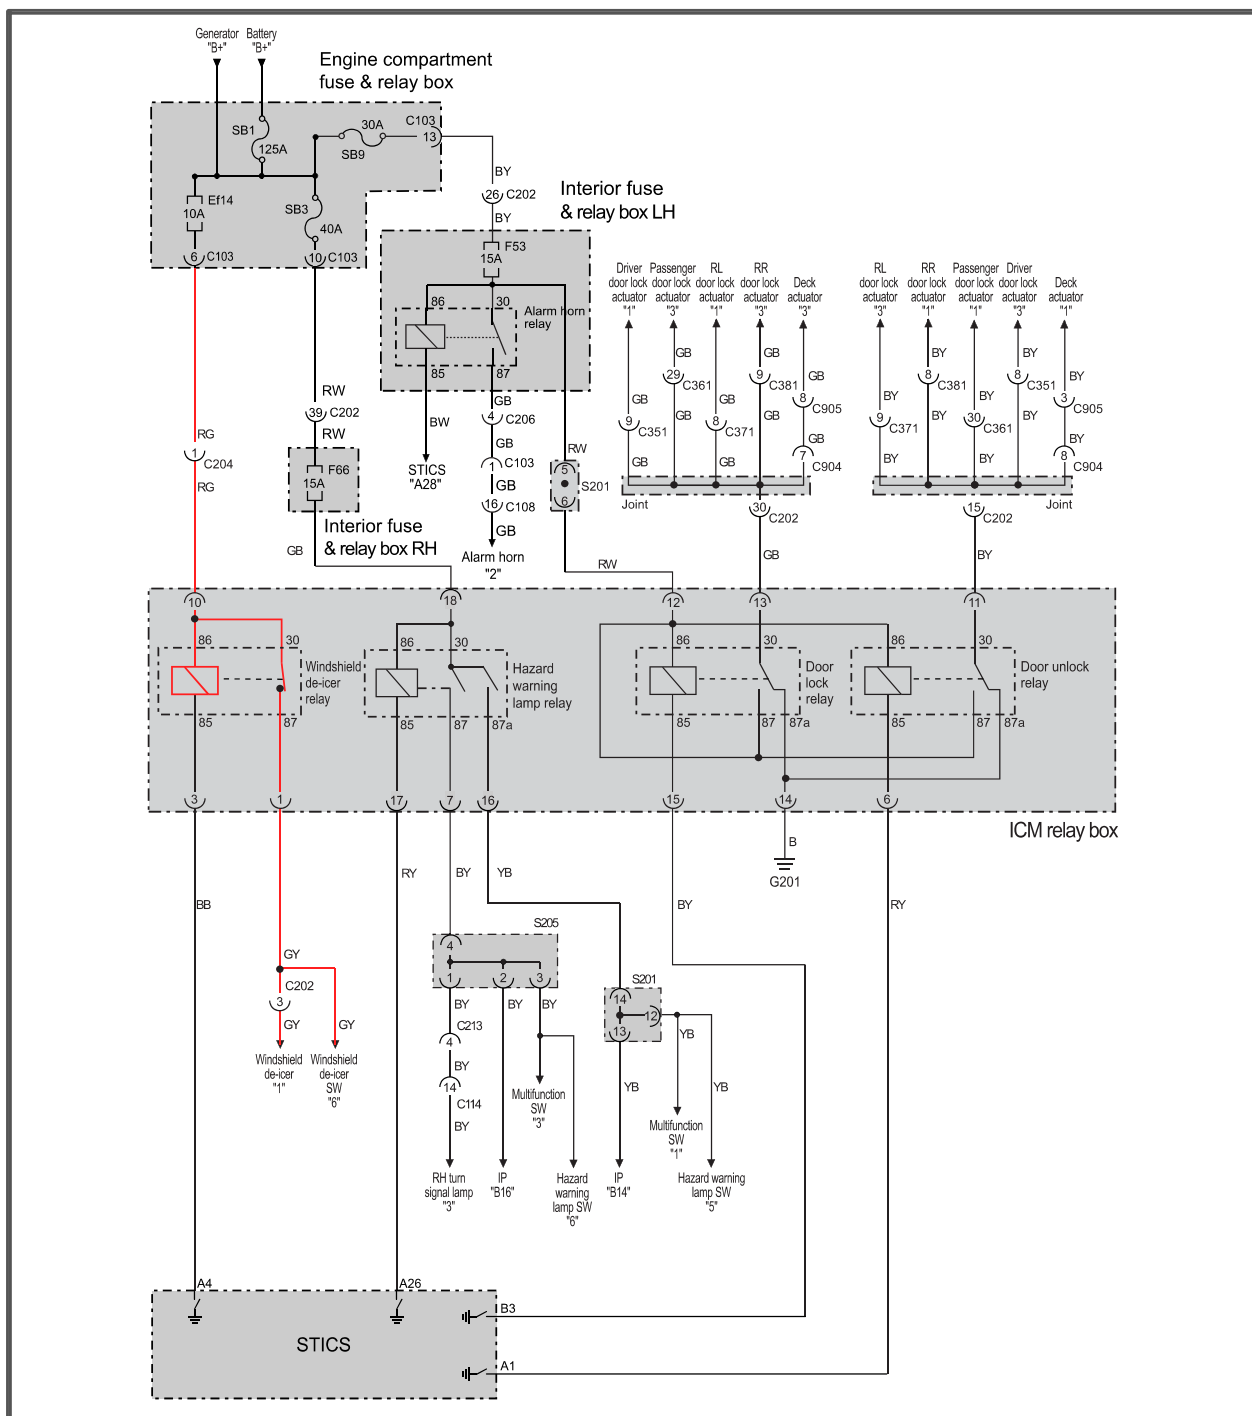 Generator
"B+"
Battery
"B+"
Engine compartment
fuse & relay box
SB1
125A
30A
SB9
C103
13
Ef14
10A
SB3
40A
6
C103
10
C103
BY
26
C202
BY
Interior fuse
& relay box LH
F53
15A
86
30
Alarm horn
relay
85
87
GB
4
C206
BW
GB
1
C103
GB
16
C108
GB
STICS
"A28"
Alarm horn
"2"
RW
39
C202
RW
F66
15A
Interior fuse
& relay box RH
GB
RG
1
C204
RG
RW
5
S201
6
RW
Driver
door lock
actuator
"1"
Passenger
door lock
actuator
"3"
RL
door lock
actuator
"1"
RR
door lock
actuator
"3"
Deck
actuator
"3"
RL
door lock
actuator
"3"
RR
door lock
actuator
"1"
Passenger
door lock
actuator
"1"
Driver
door lock
actuator
"3"
Deck
actuator
"1"
GB
GB
GB
BY
BY
BY
29
C361
9
C381
8
C905
8
C381
8
C351
3
C905
GB
GB
GB
GB
BY
BY
BY
BY
9
C351
8
C371
9
C371
30
C361
GB
GB
GB
7
C904
BY
BY
8
C904
Joint
30
C202
15
C202
Joint
GB
BY
10
18
12
13
11
86
30
Windshield
de-icer
relay
85
87
86
30
Hazard
warning
lamp relay
85
87
87a
86
30
Door
lock
relay
85
87
87a
86
30
Door unlock
relay
85
87
87a
3
1
17
7
16
15
14
6
ICM relay box
B
G201
BB
RY
BY
YB
BY
RY
GY
C202
3
GY
GY
Windshield
de-icer
"1"
Windshield
de-icer
SW
"6"
S205
4
1
2
3
BY
BY
BY
C213
4
BY
14
C114
BY
S201
14
12
13
YB
YB
YB
Multifunction
SW
"3"
Multifunction
SW
"1"
RH turn
signal lamp
"3"
IP
"B16"
Hazard
warning
lamp SW
"6"
IP
"B14"
Hazard warning
lamp SW
"5"
A4
A26
B3
STICS
A1